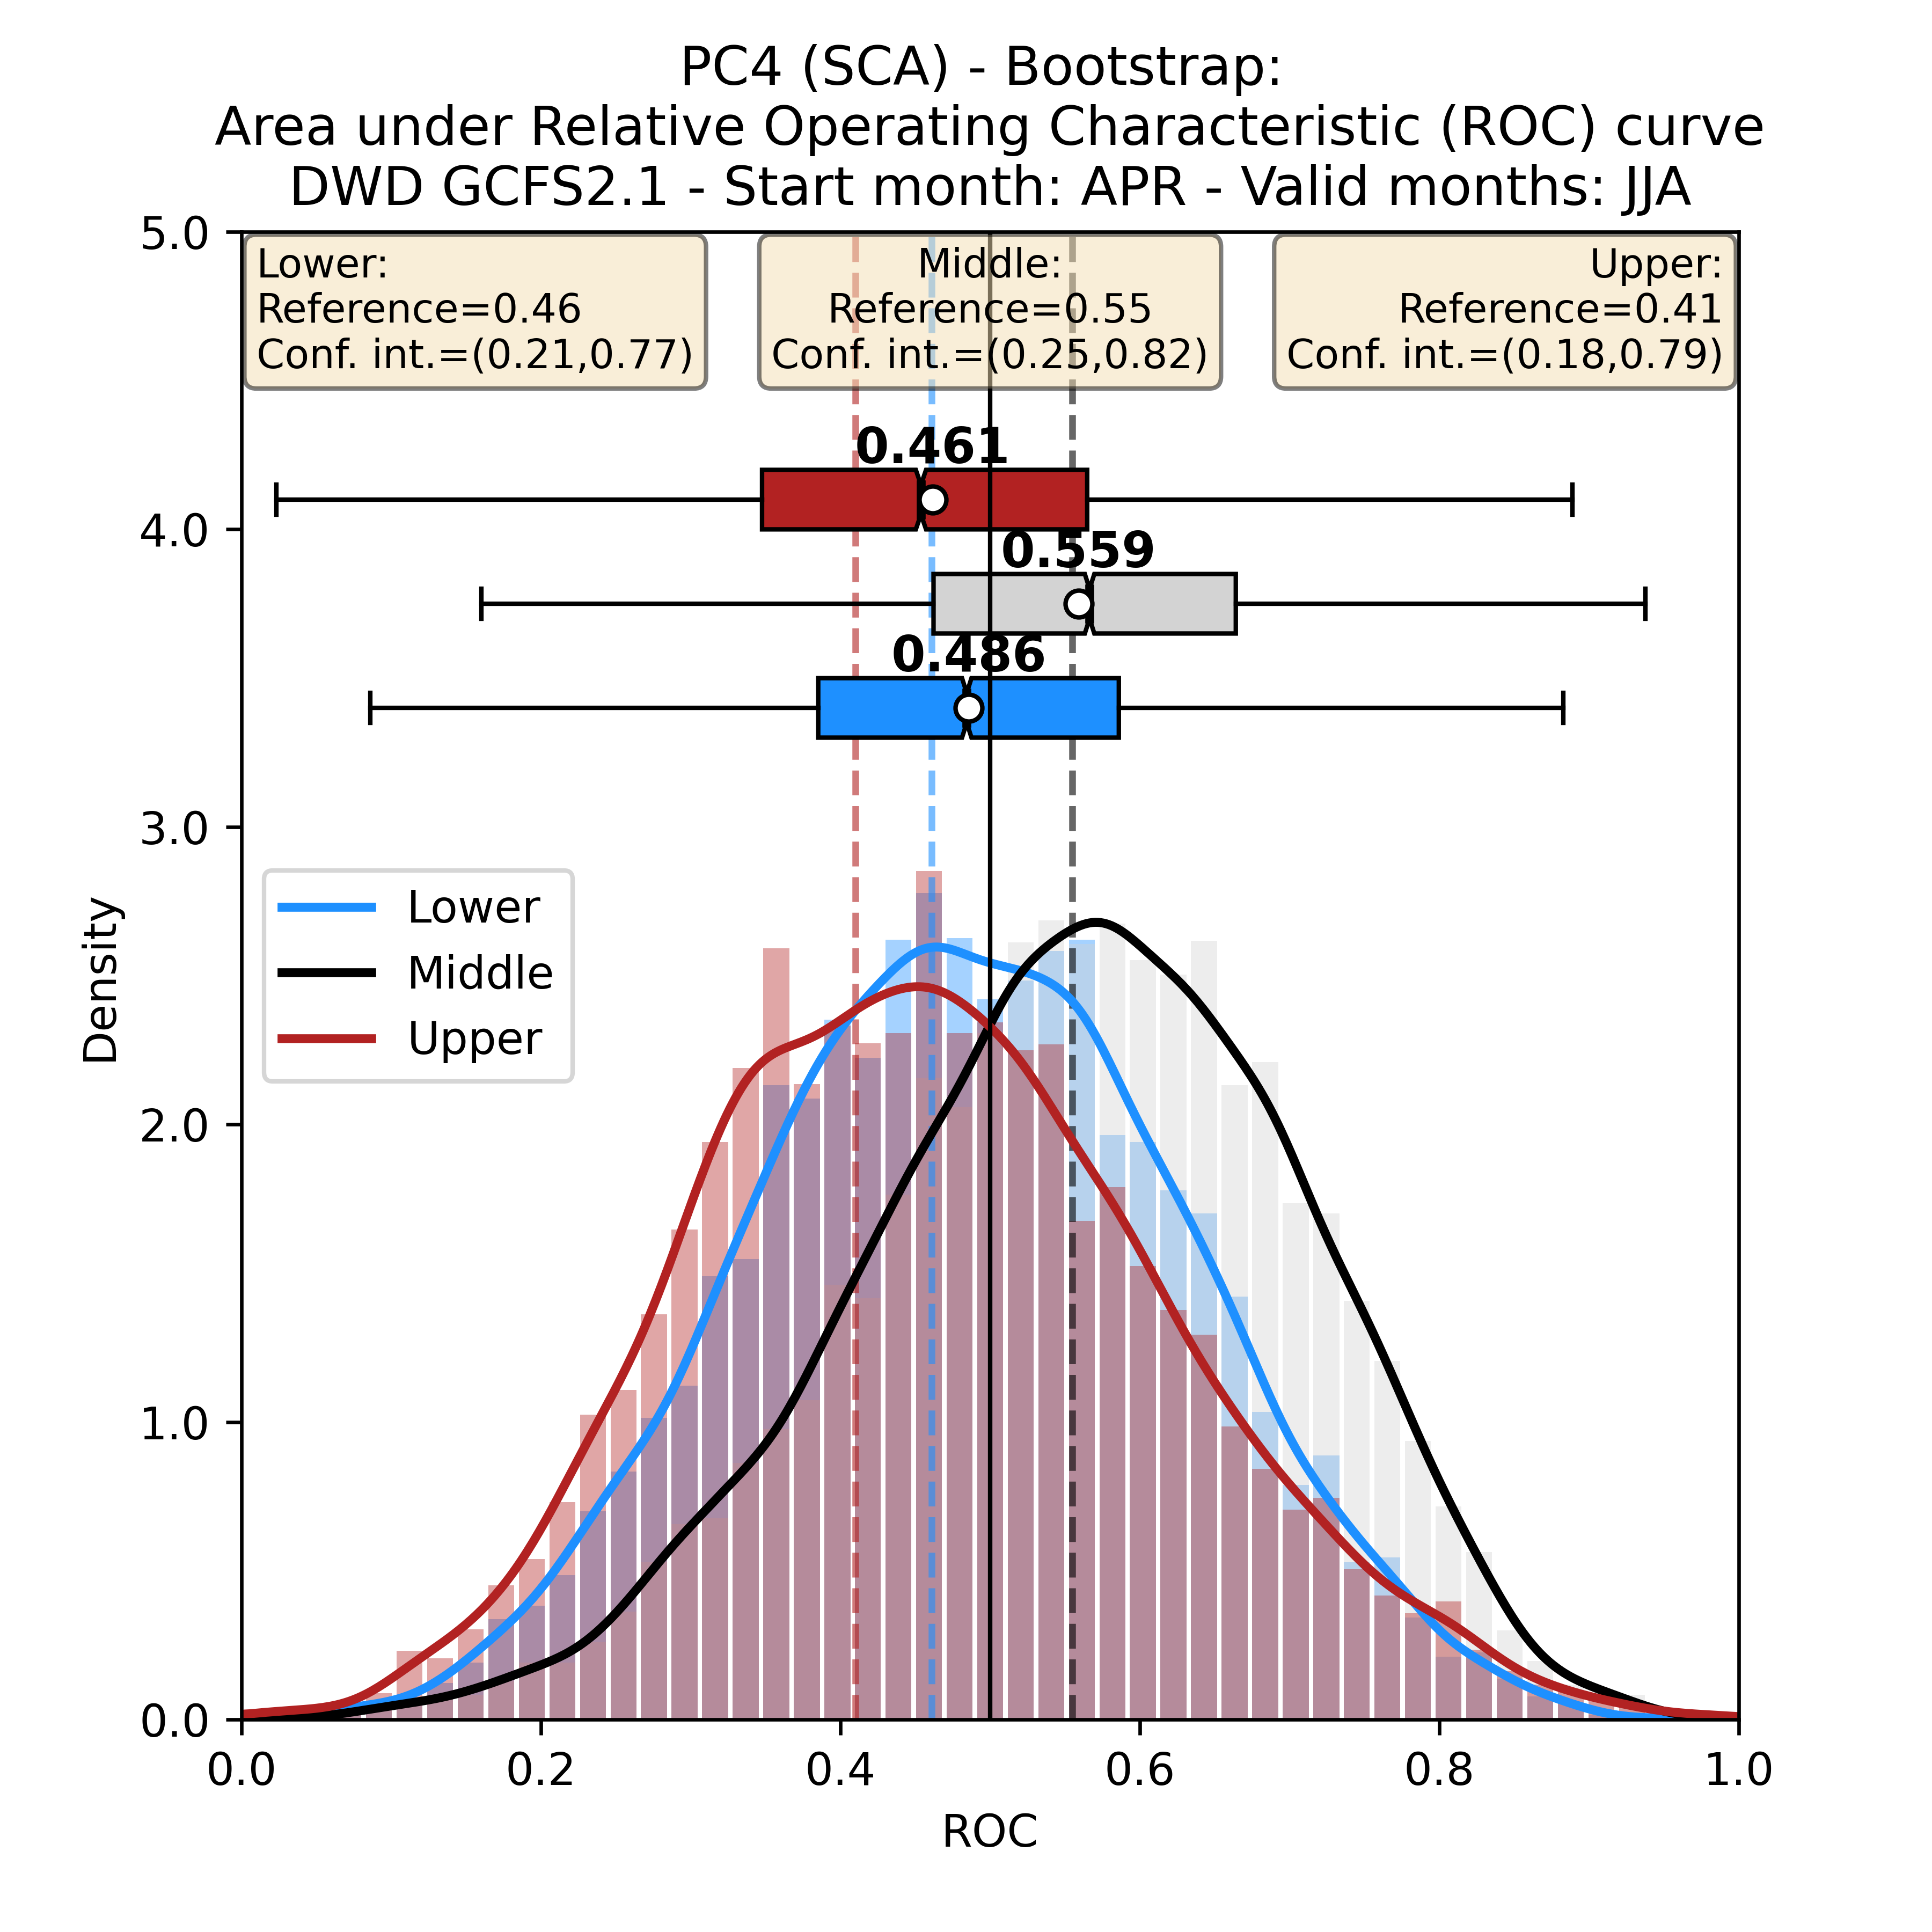 PC4 (SCA) - Bootstrap:
Area under Relative Operating Characteristic (ROC) curve
DWD GCFS2.1 - Start month: APR - Valid months: JJA
Lower:
Reference=0.46
Conf. int.=(0.21,0.77)
Middle:
Reference=0.55
Conf. int.=(0.25,0.82)
Upper:
Reference=0.41
Conf. int.=(0.18,0.79)
0.461
0.559
0.486
Lower
Middle
Upper
Density
5.0
4.0
3.0
2.0
1.0
0.0
0.0 0.2 0.4 0.6 0.8 1.0
ROC